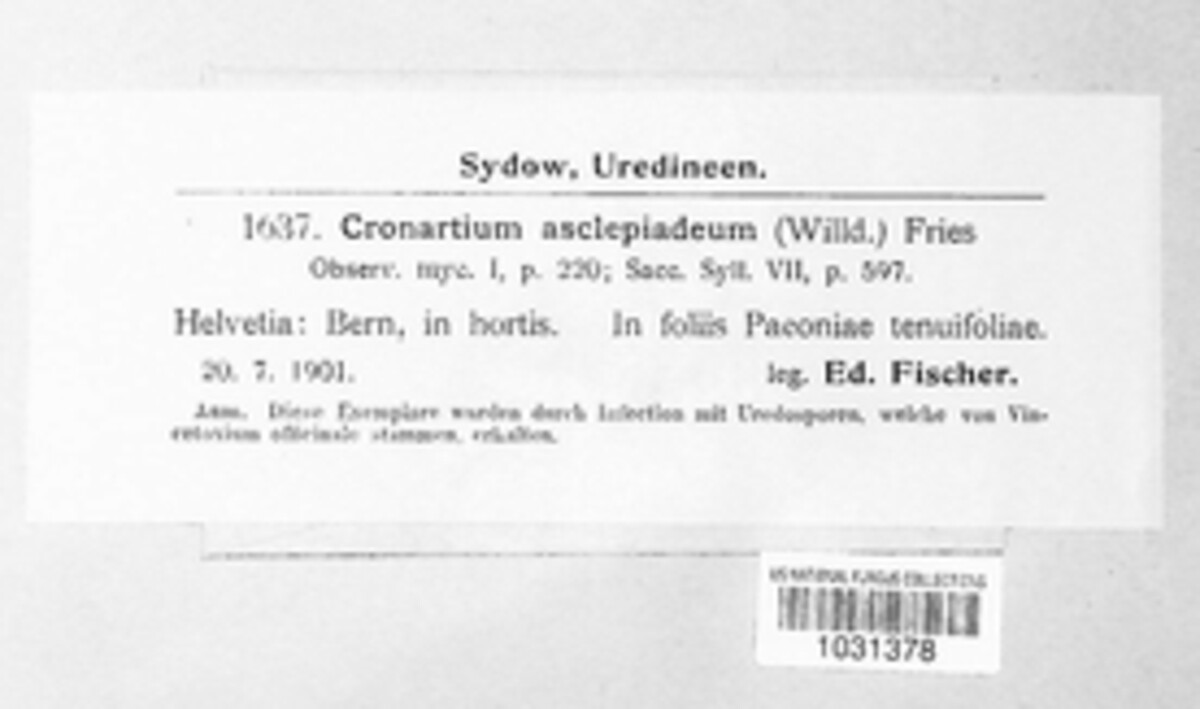 Sydow, Uredineen.
1637. Cronartium asclepiadeum (Willd.) Fries
Observ. myc. I, p. 220; Sacc. Syll. VII, p. 597.
Helvetia: Bern, in hortis. In foliis Paeoniae tenuifoliae.
20. 7. 1901. leg. Ed. Fischer.
Anm. Diese Exemplare wurden durch Infection mit Uredosporen, welche von Vin-
cetoxicum officinale stammen, erhalten.
US NATIONAL FUNGUS COLLECTIONS
1031378